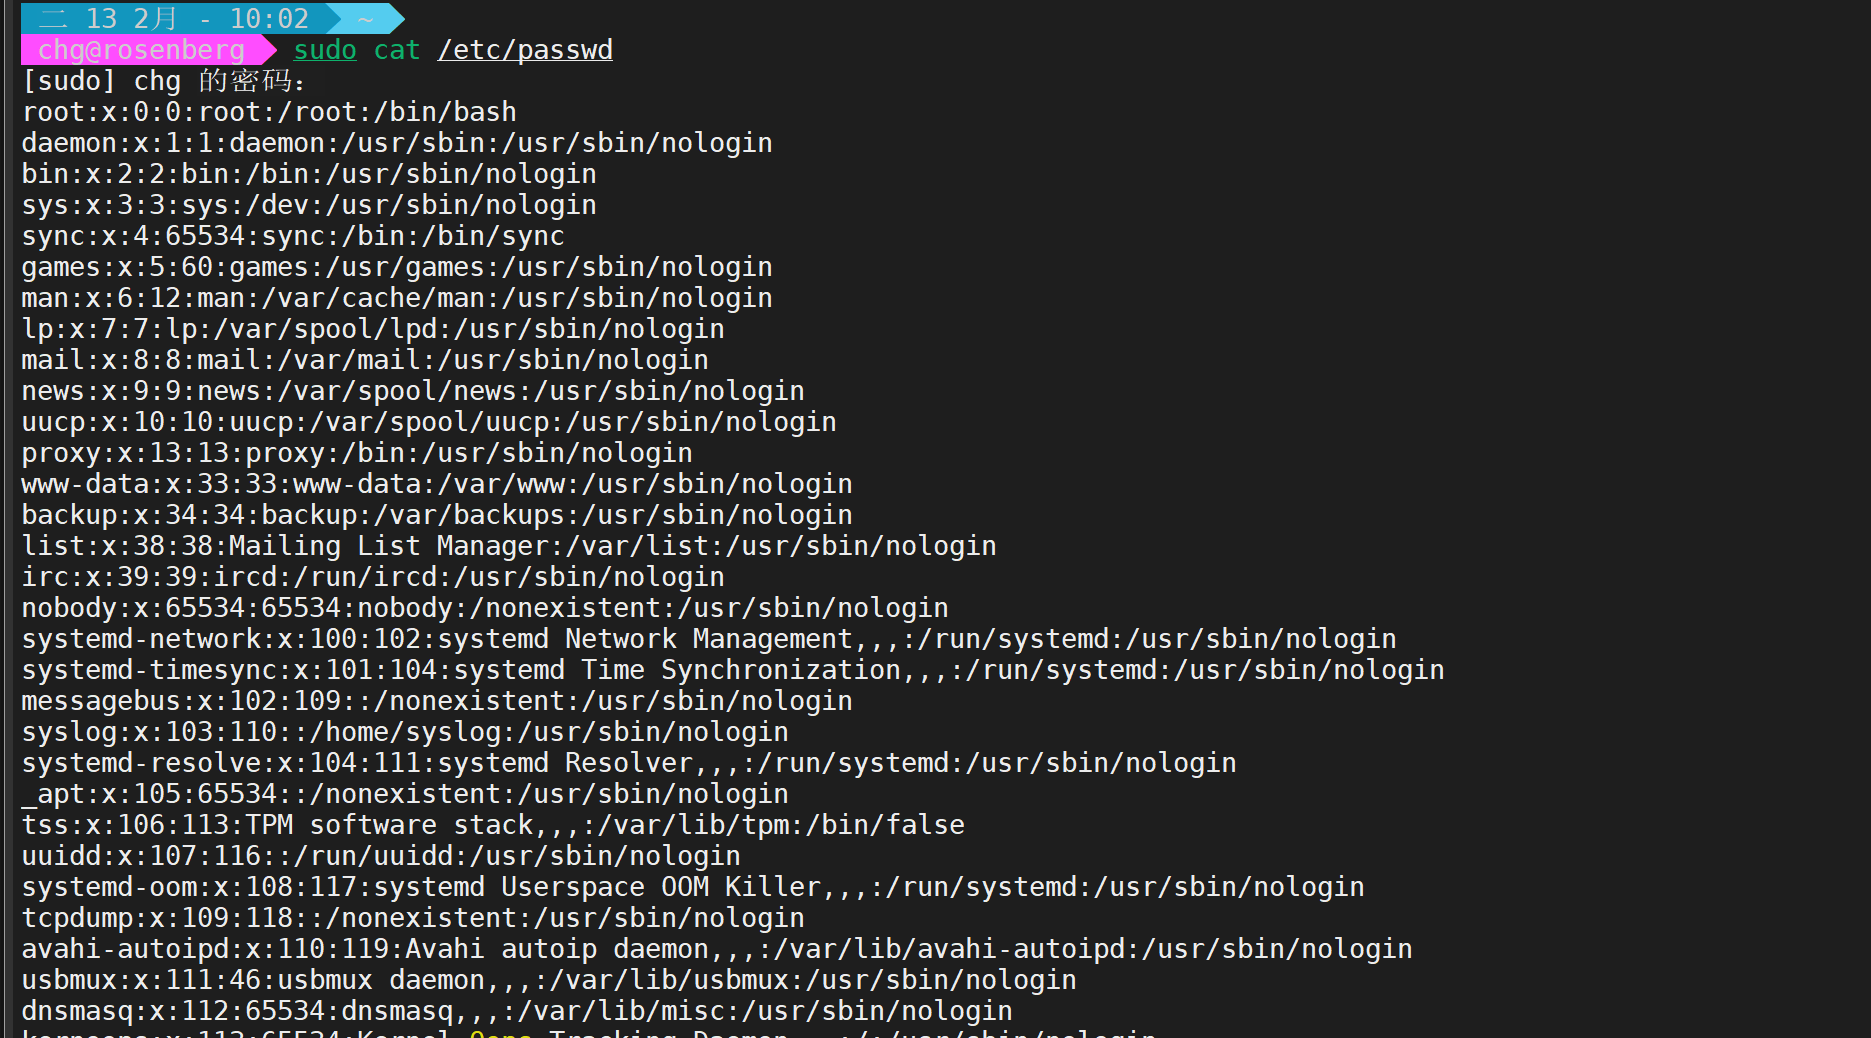 二 13 2月 - 10:02 ~
chg@rosenberg sudo cat /etc/passwd
[sudo] chg 的密码：
root:x:0:0:root:/root:/bin/bash
daemon:x:1:1:daemon:/usr/sbin:/usr/sbin/nologin
bin:x:2:2:bin:/bin:/usr/sbin/nologin
sys:x:3:3:sys:/dev:/usr/sbin/nologin
sync:x:4:65534:sync:/bin:/bin/sync
games:x:5:60:games:/usr/games:/usr/sbin/nologin
man:x:6:12:man:/var/cache/man:/usr/sbin/nologin
lp:x:7:7:lp:/var/spool/lpd:/usr/sbin/nologin
mail:x:8:8:mail:/var/mail:/usr/sbin/nologin
news:x:9:9:news:/var/spool/news:/usr/sbin/nologin
uucp:x:10:10:uucp:/var/spool/uucp:/usr/sbin/nologin
proxy:x:13:13:proxy:/bin:/usr/sbin/nologin
www-data:x:33:33:www-data:/var/www:/usr/sbin/nologin
backup:x:34:34:backup:/var/backups:/usr/sbin/nologin
list:x:38:38:Mailing List Manager:/var/list:/usr/sbin/nologin
irc:x:39:39:ircd:/run/ircd:/usr/sbin/nologin
nobody:x:65534:65534:nobody:/nonexistent:/usr/sbin/nologin
systemd-network:x:100:102:systemd Network Management,,,:/run/systemd:/usr/sbin/nologin
systemd-timesync:x:101:104:systemd Time Synchronization,,,:/run/systemd:/usr/sbin/nologin
messagebus:x:102:109::/nonexistent:/usr/sbin/nologin
syslog:x:103:110::/home/syslog:/usr/sbin/nologin
systemd-resolve:x:104:111:systemd Resolver,,,:/run/systemd:/usr/sbin/nologin
_apt:x:105:65534::/nonexistent:/usr/sbin/nologin
tss:x:106:113:TPM software stack,,,:/var/lib/tpm:/bin/false
uuidd:x:107:116::/run/uuidd:/usr/sbin/nologin
systemd-oom:x:108:117:systemd Userspace OOM Killer,,,:/run/systemd:/usr/sbin/nologin
tcpdump:x:109:118::/nonexistent:/usr/sbin/nologin
avahi-autoipd:x:110:119:Avahi autoip daemon,,,:/var/lib/avahi-autoipd:/usr/sbin/nologin
usbmux:x:111:46:usbmux daemon,,,:/var/lib/usbmux:/usr/sbin/nologin
dnsmasq:x:112:65534:dnsmasq,,,:/var/lib/misc:/usr/sbin/nologin
kernoops:x:113:65534:Kernel Oops Tracking Daemon,,,:/:/usr/sbin/nologin